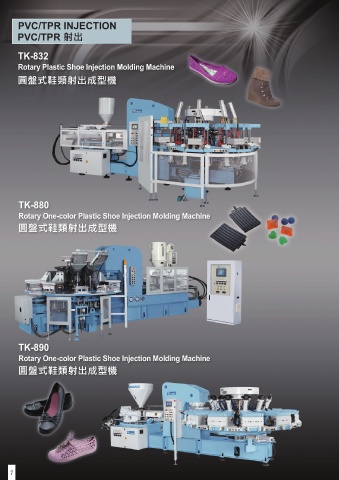 PVC/TPR INJECTION
PVC/TPR 射出
TK-832
Rotary Plastic Shoe Injection Molding Machine
圓盤式鞋類射出成型機
TK-880
Rotary One-color Plastic Shoe Injection Molding Machine
圓盤式鞋類射出成型機
TK-890
Rotary One-color Plastic Shoe Injection Molding Machine
圓盤式鞋類射出成型機
7